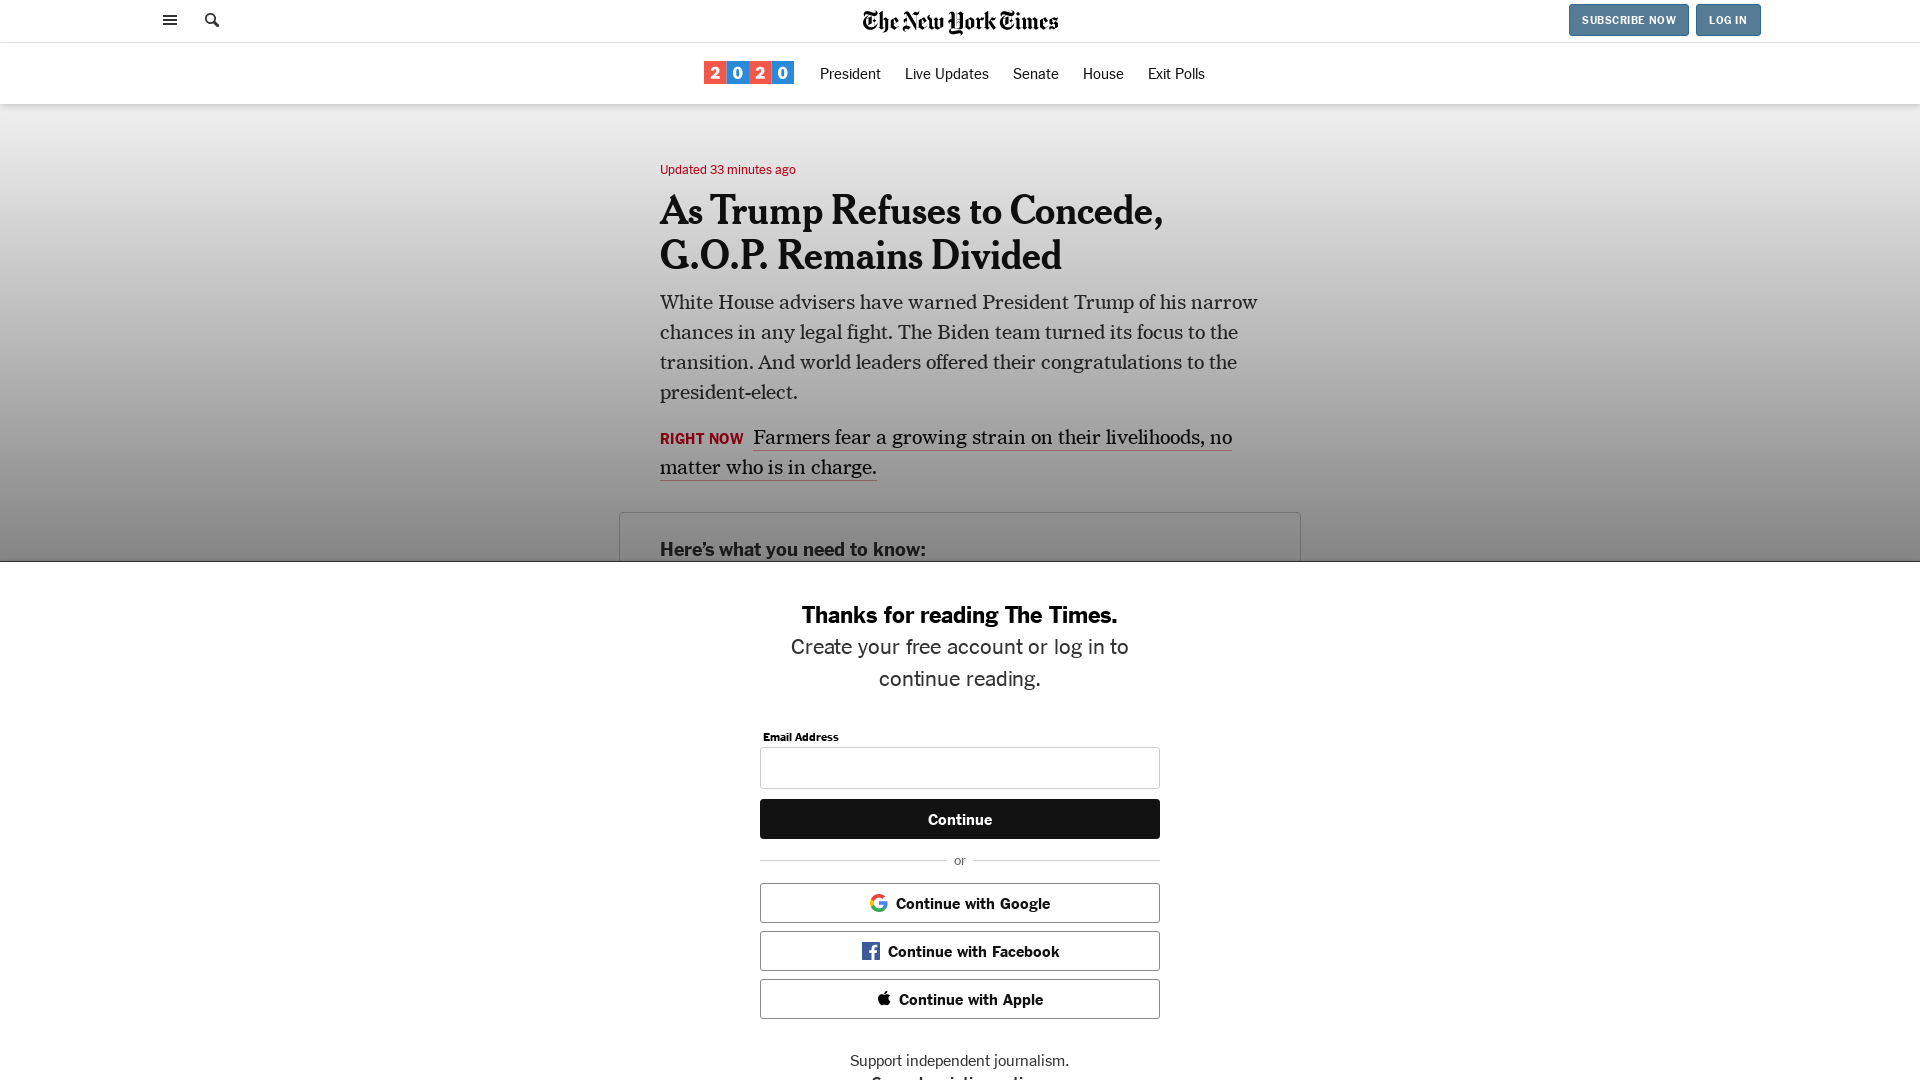 The New York Times
SUBSCRIBE NOW
LOG IN
2020
President
Live Updates
Senate
House
Exit Polls
Updated 33 minutes ago
As Trump Refuses to Concede,
G.O.P. Remains Divided
White House advisers have warned President Trump of his narrow
chances in any legal fight. The Biden team turned its focus to the
transition. And world leaders offered their congratulations to the
president-elect.
RIGHT NOW Farmers fear a growing strain on their livelihoods, no
matter who is in charge.
Here’s what you need to know:
Thanks for reading The Times.
Create your free account or log in to
continue reading.
Email Address
Continue
or
Continue with Google
Continue with Facebook
Continue with Apple
Support independent journalism.